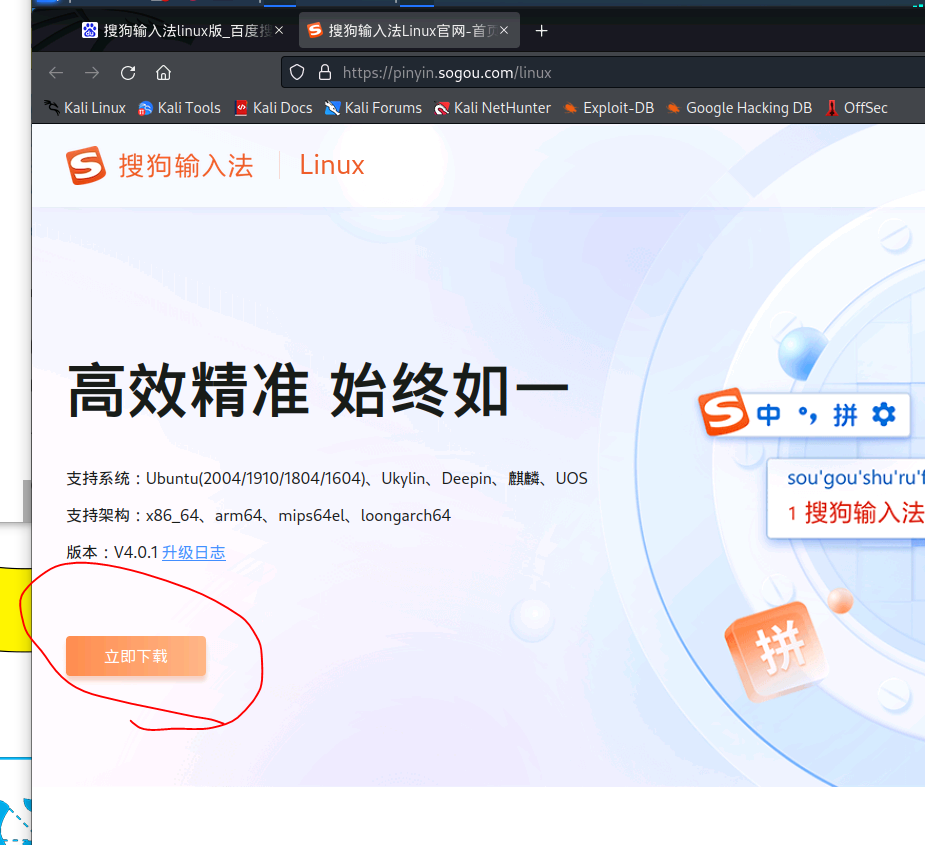 搜狗输入法linux版_百度搜
搜狗输入法Linux官网-首页
https://pinyin.sogou.com/linux
Kali Linux Kali Tools Kali Docs Kali Forums Kali NetHunter Exploit-DB Google Hacking DB OffSec
搜狗输入法 Linux
高效精准 始终如一
中 °, 拼
支持系统：Ubuntu(2004/1910/1804/1604)、Ukylin、Deepin、麒麟、UOS
sou'gou'shu'ru'f
支持架构：x86_64、arm64、mips64el、loongarch64
1 搜狗输入法
版本：V4.0.1 升级日志
立即下载
拼